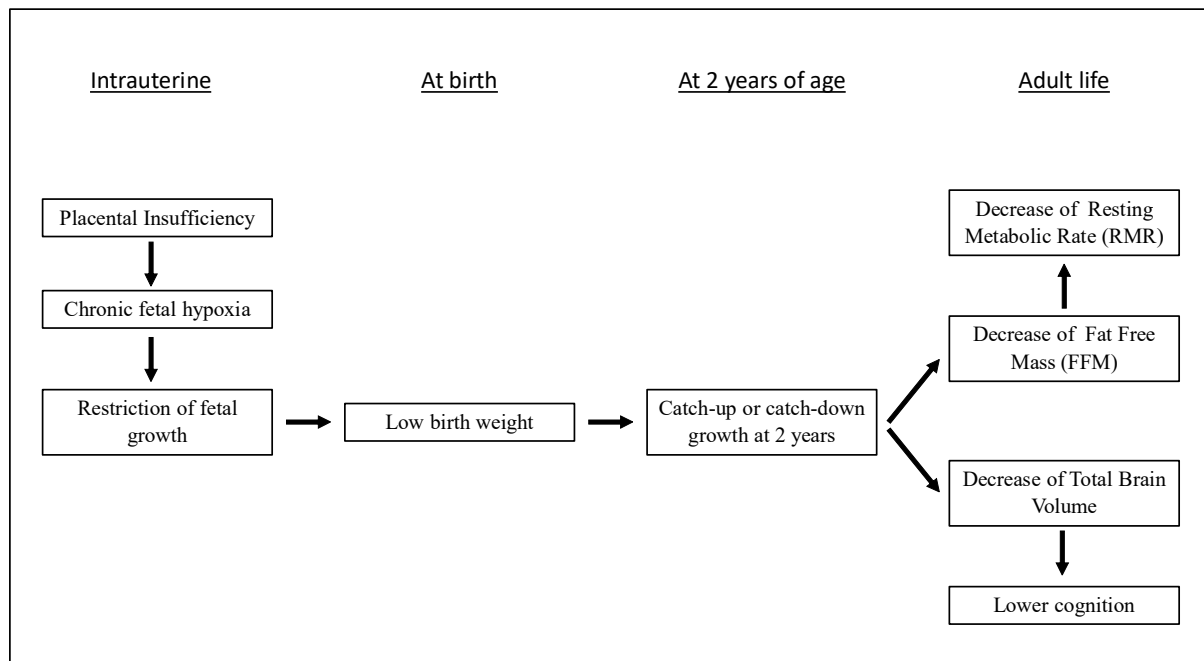 Intrauterine
At birth
At 2 years of age
Adult life
Placental Insufficiency
Chronic fetal hypoxia
Restriction of fetal
growth
Low birth weight
Catch-up or catch-down
growth at 2 years
Decrease of Resting
Metabolic Rate (RMR)
Decrease of Fat Free
Mass (FFM)
Decrease of Total Brain
Volume
Lower cognition